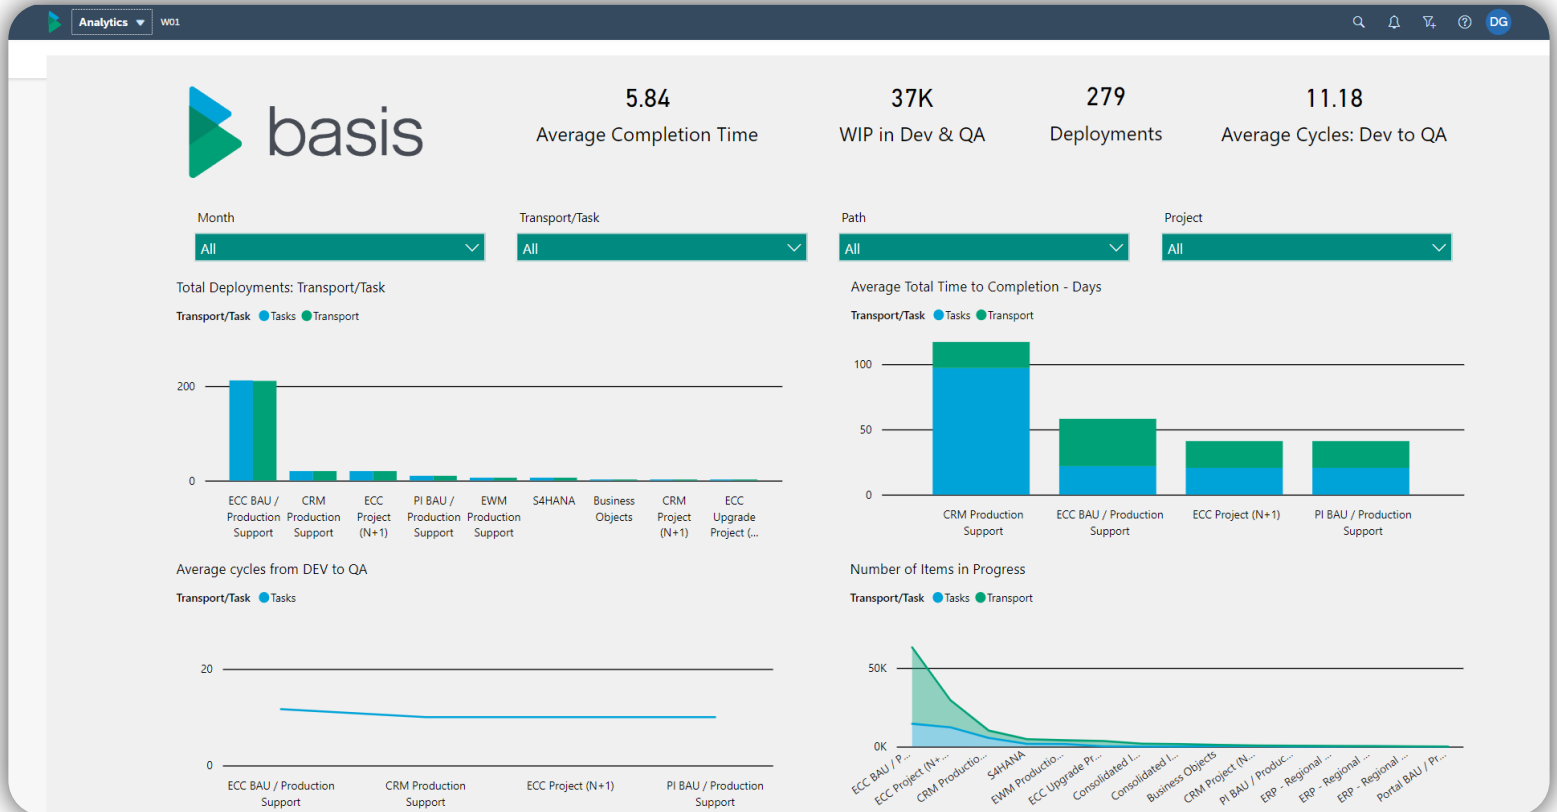 Analytics W01 DG
basis
5.84
Average Completion Time
37K
WIP in Dev & QA
279
Deployments
11.18
Average Cycles: Dev to QA
Month
All
Transport/Task
All
Path
All
Project
All
Total Deployments: Transport/Task
Transport/Task Tasks Transport
200
0
ECC BAU /
Production
Support
CRM
Production
Support
ECC
Project
(N+1)
PI BAU /
Production
Support
EWM
Production
Support
S4HANA
Business
Objects
CRM
Project
(N+1)
ECC
Upgrade
Project (...
Average Total Time to Completion - Days
Transport/Task Tasks Transport
100
50
0
CRM Production
Support
ECC BAU / Production
Support
ECC Project (N+1)
PI BAU / Production
Support
Average cycles from DEV to QA
Transport/Task Tasks
20
0
ECC BAU / Production
Support
CRM Production
Support
ECC Project (N+1)
PI BAU / Production
Support
Number of Items in Progress
Transport/Task Tasks Transport
50K
0K
ECC BAU / P...
ECC Project (N+...
CRM Productio...
S4HANA
EWM Productio...
ECC Upgrade Pr...
Consolidated I...
Consolidated I...
Business Objects
CRM Project (N...
PI BAU / Produc...
ERP - Regional ...
ERP - Regional ...
ERP - Regional ...
Portal BAU / Pr...